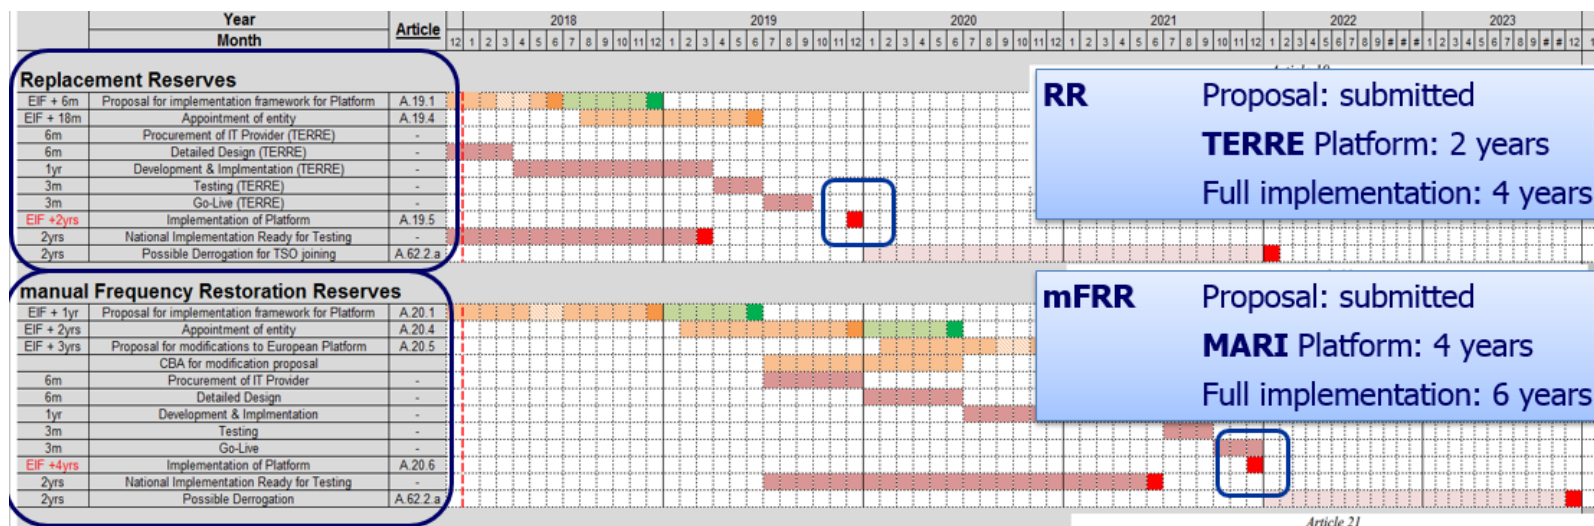 Year 2018 2019 2020 2021 2022 2023
Month Article 12 1 2 3 4 5 6 7 8 9 10 11 12 1 2 3 4 5 6 7 8 9 10 11 12 1 2 3 4 5 6 7 8 9 10 11 12 1 2 3 4 5 6 7 8 9 10 11 12 1 2 3 4 5 6 7 8 9 # # # 1 2 3 4 5 6 7 8 9 # # 12
Replacement Reserves
EIF + 6m Proposal for implementation framework for Platform A.19.1
EIF + 18m Appointment of entity A.19.4
6m Procurement of IT Provider (TERRE) -
6m Detailed Design (TERRE) -
1yr Development & Implmentation (TERRE) -
3m Testing (TERRE) -
3m Go-Live (TERRE) -
EIF +2yrs Implementation of Platform A.19.5
2yrs National Implementation Ready for Testing -
2yrs Possible Derrogation for TSO joining A.62.2.a
RR Proposal: submitted
TERRE Platform: 2 years
Full implementation: 4 years
manual Frequency Restoration Reserves
EIF + 1yr Proposal for implementation framework for Platform A.20.1
EIF + 2yrs Appointment of entity A.20.4
EIF + 3yrs Proposal for modifications to European Platform A.20.5
CBA for modification proposal
6m Procurement of IT Provider -
6m Detailed Design -
1yr Development & Implmentation -
3m Testing -
3m Go-Live -
EIF +4yrs Implementation of Platform A.20.6
2yrs National Implementation Ready for Testing -
2yrs Possible Derrogation A.62.2.a
mFRR Proposal: submitted
MARI Platform: 4 years
Full implementation: 6 years
Article 21